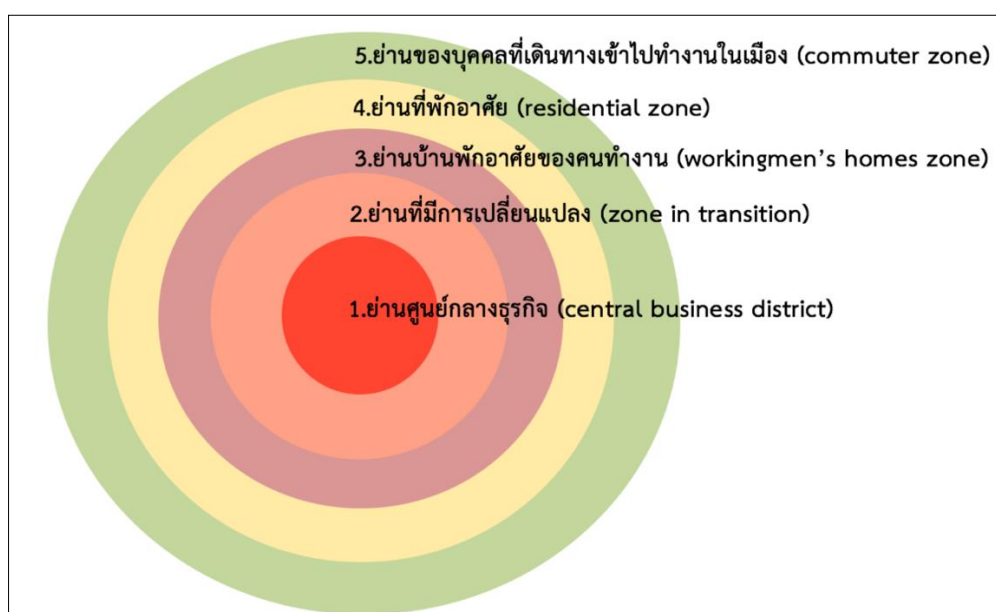 5.ย่านของบุคคลที่เดินทางเข้าไปทำงานในเมือง (commuter zone)
4.ย่านที่พักอาศัย (residential zone)
3.ย่านบ้านพักอาศัยของคนทำงาน (workingmen's homes zone)
2.ย่านที่มีการเปลี่ยนแปลง (zone in transition)
1.ย่านศูนย์กลางธุรกิจ (central business district)